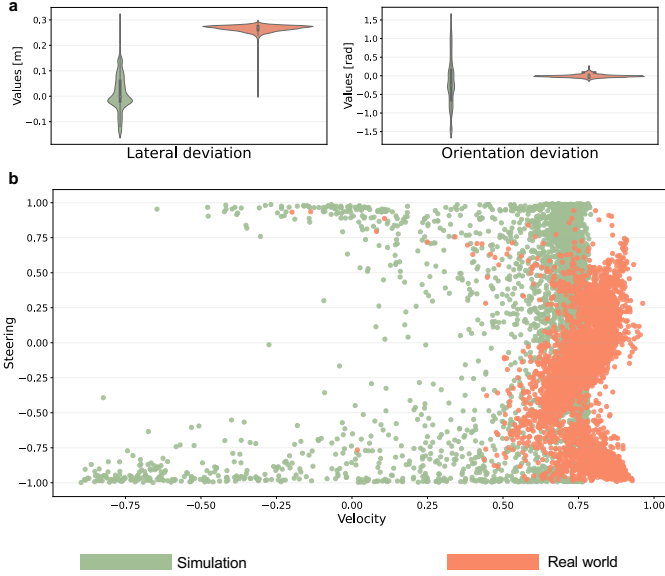 a
Values [m]
0.3
0.2
0.1
0.0
−0.1
Lateral deviation
Values [rad]
1.5
1.0
0.5
0.0
−0.5
−1.0
−1.5
Orientation deviation
b
Steering
1.00
0.75
0.50
0.25
0.00
−0.25
−0.50
−0.75
−1.00
−0.75 −0.50 −0.25 0.00 0.25 0.50 0.75 1.00
Velocity
Simulation
Real world